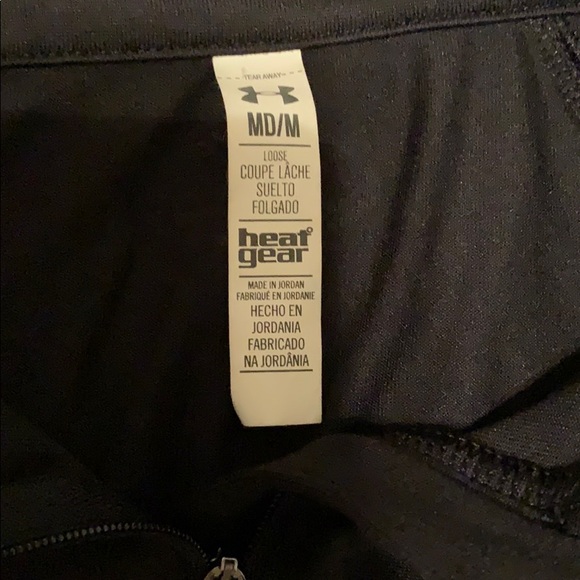 TEAR AWAY
MD/M
LOOSE
COUPE LÂCHE
SUELTO
FOLGADO
heat
gear
MADE IN JORDAN
FABRIQUÉ EN JORDANIE
HECHO EN
JORDANIA
FABRICADO
NA JORDÂNIA